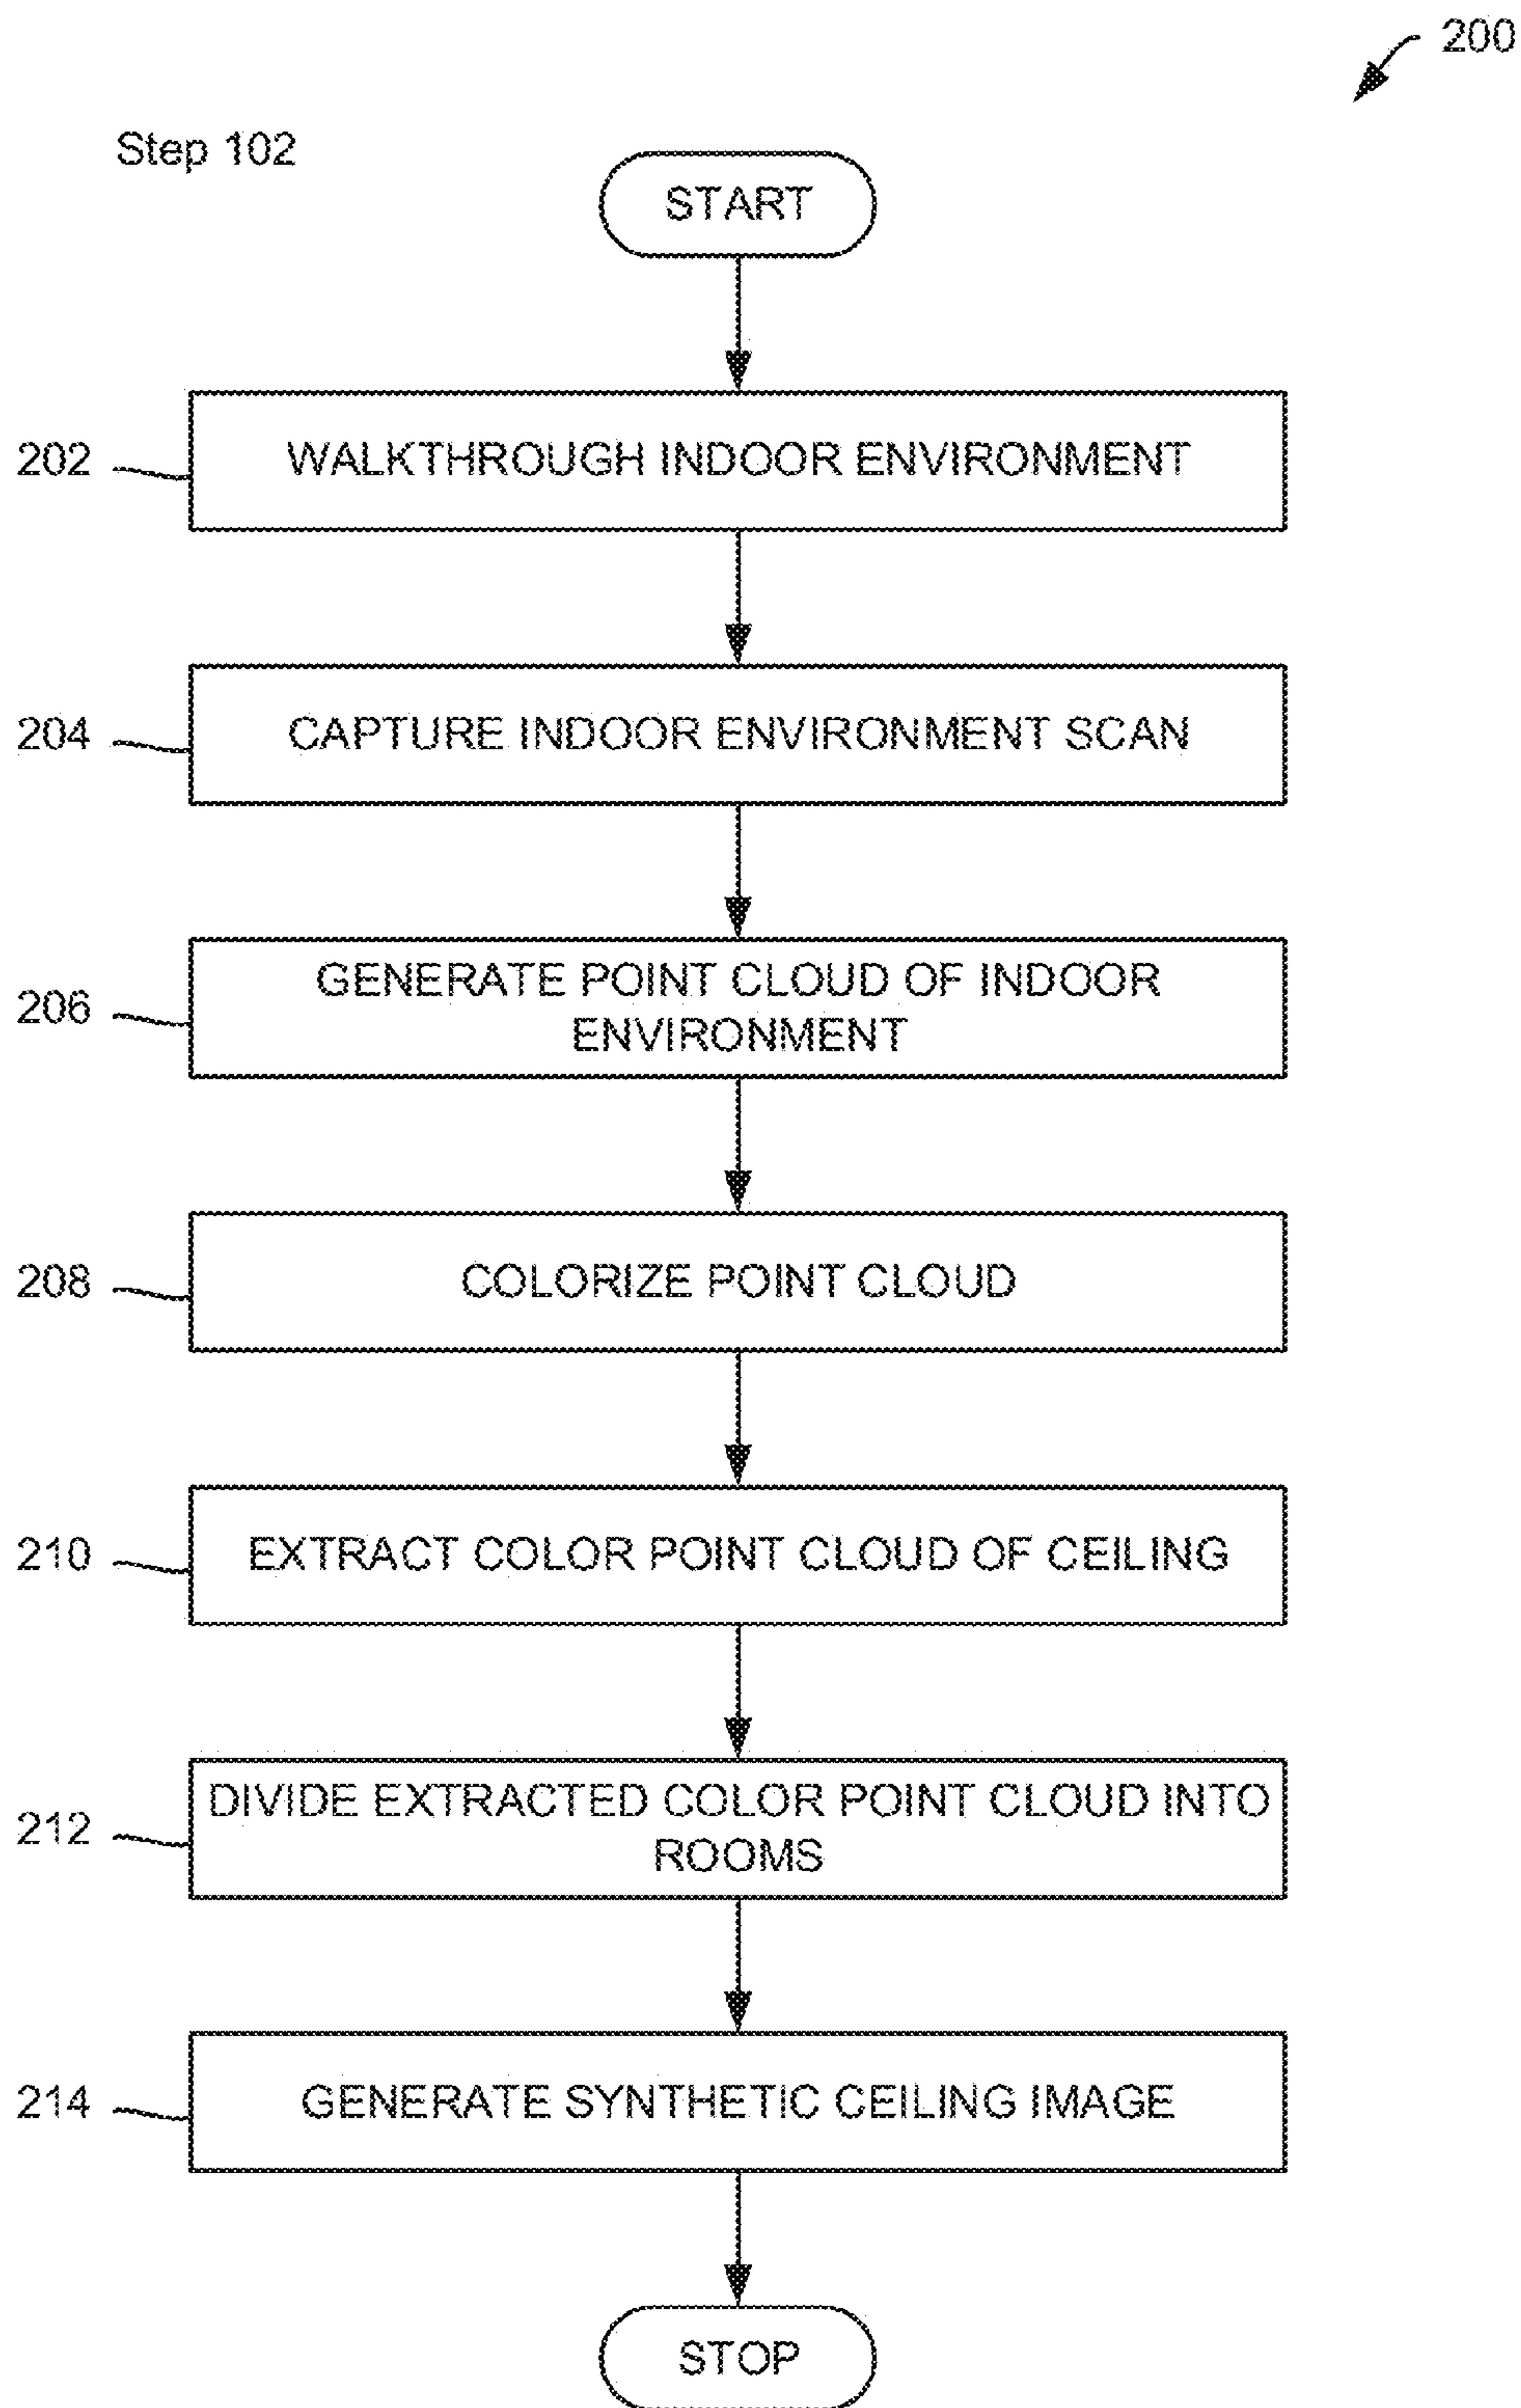 200
Step 102
START
202
WALKTHROUGH INDOOR ENVIRONMENT
204
CAPTURE INDOOR ENVIRONMENT SCAN
206
GENERATE POINT CLOUD OF INDOOR
ENVIRONMENT
208
COLORIZE POINT CLOUD
210
EXTRACT COLOR POINT CLOUD OF CEILING
212
DIVIDE EXTRACTED COLOR POINT CLOUD INTO
ROOMS
214
GENERATE SYNTHETIC CEILING IMAGE
STOP